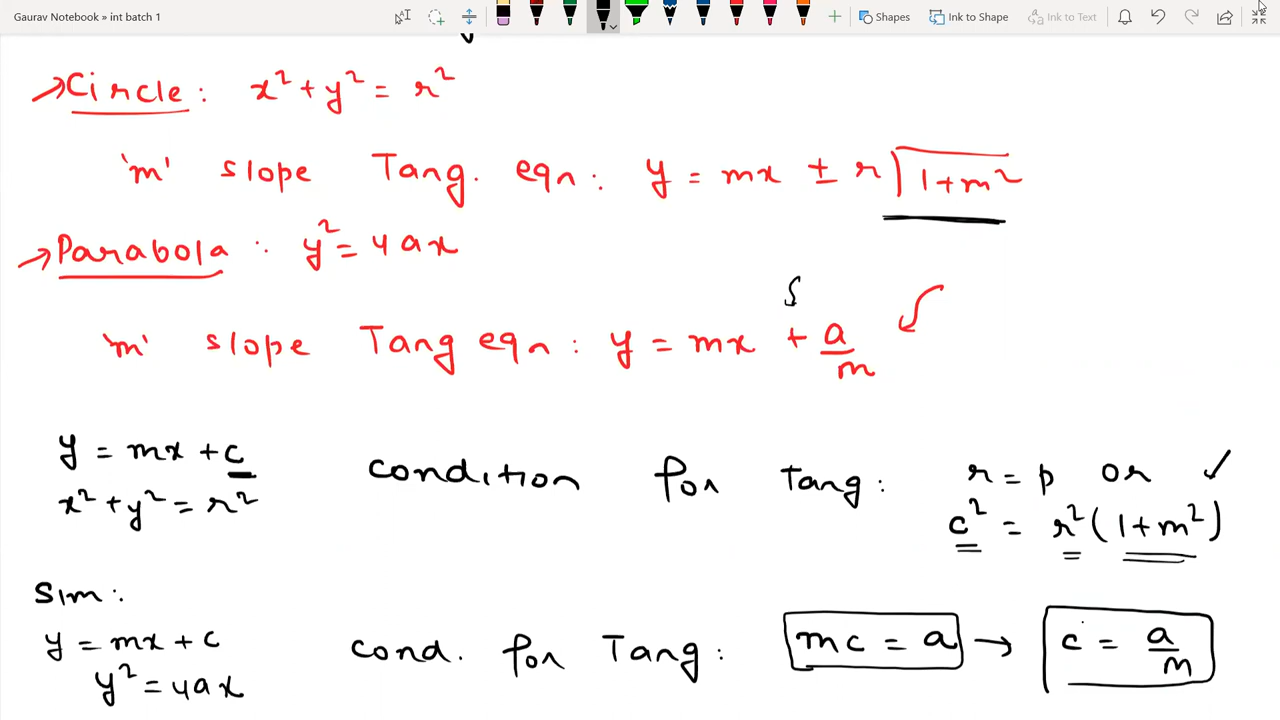 Gaurav Notebook » int batch 1
Shapes Ink to Shape Ink to Text
→ Circle: x² + y² = r²
'm' slope Tang. eqn: y = mx ± r√(1+m²)
→ Parabola: y² = 4ax
'm' slope Tang eqn: y = mx + a/m
y = mx + c condition for Tang: r = p or ✓
x² + y² = r² c² = r²(1+m²)
Sim:
y = mx + c cond. for Tang: mc = a → c = a/m
y² = 4ax